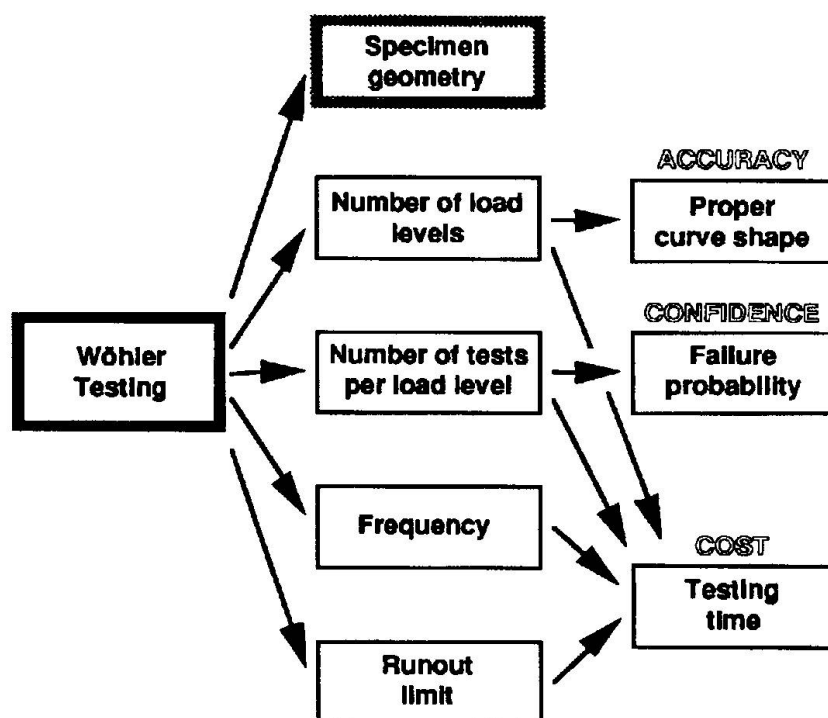 Specimen
geometry
ACCURACY
Number of load
levels
Proper
curve shape
CONFIDENCE
Wöhler
Testing
Number of tests
per load level
Failure
probability
Frequency
COST
Testing
time
Runout
limit